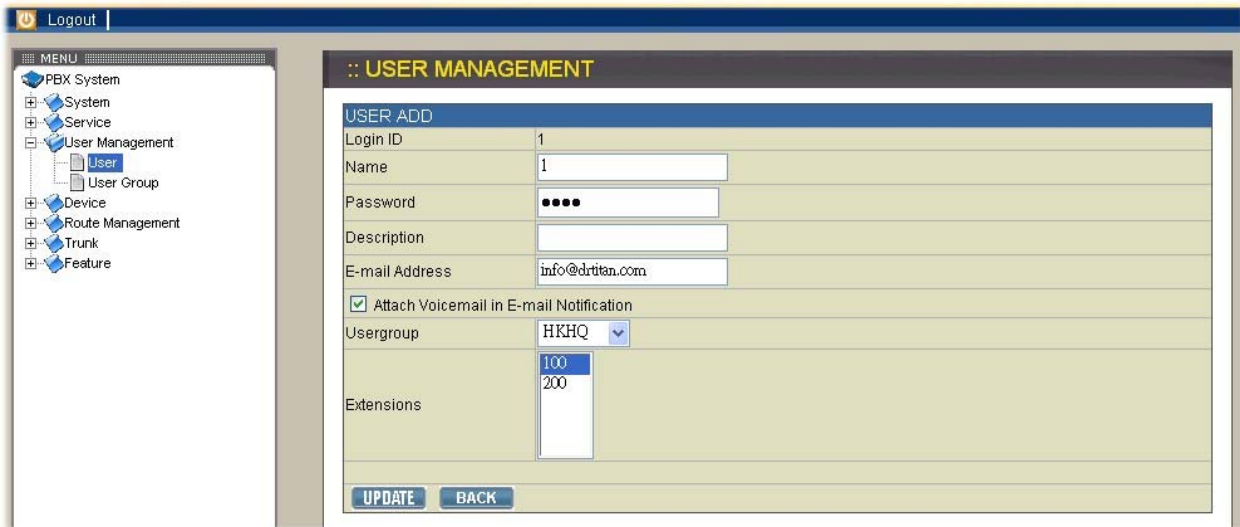 Logout
MENU
PBX System
System
Service
User Management
User
User Group
Device
Route Management
Trunk
Feature
:: USER MANAGEMENT
USER ADD
Login ID 1
Name 1
Password ●●●●
Description
E-mail Address info@drtitan.com
Attach Voicemail in E-mail Notification
Usergroup HKHQ
Extensions 100
200
UPDATE BACK